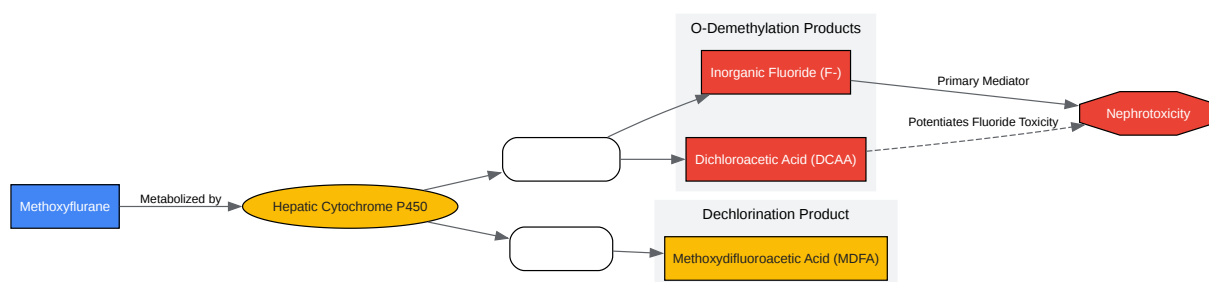 O-Demethylation Products
Inorganic Fluoride (F-)
Primary Mediator
Nephrotoxicity
Potentiates Fluoride Toxicity
Dichloroacetic Acid (DCAA)
Methoxyflurane
Metabolized by
Hepatic Cytochrome P450
Dechlorination Product
Methoxydifluoroacetic Acid (MDFA)